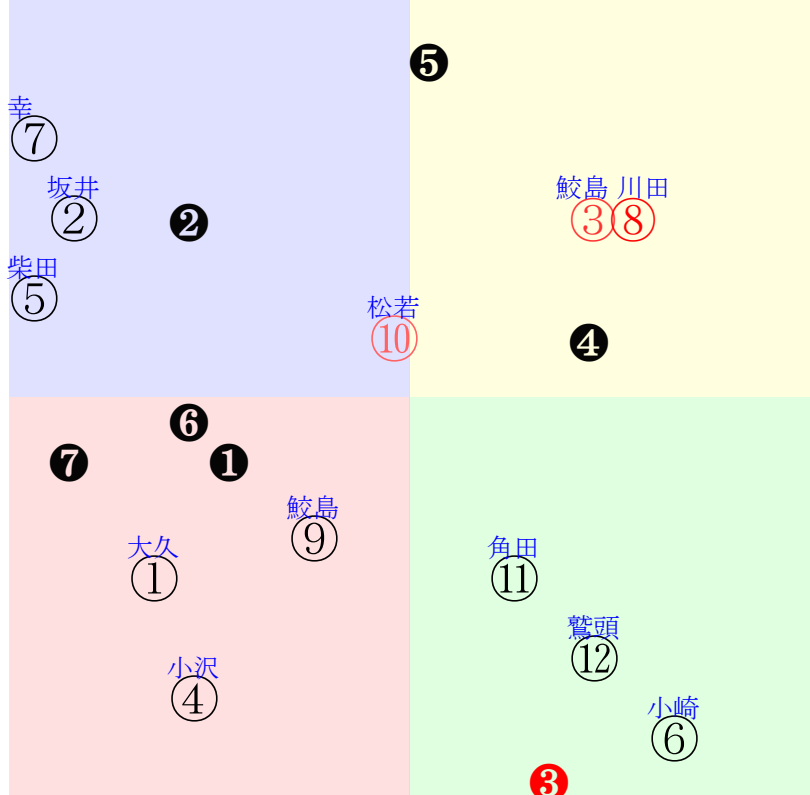 ❺
幸
⑦
坂井 鮫島 川田
② ❷ ③ ⑧
柴田
⑤
松若
⑩ ❹
❻
❼ ❶
鮫島
⑨
大久 角田
① ⑪
鷲頭
⑫
小沢
④
小崎
⑥
❸